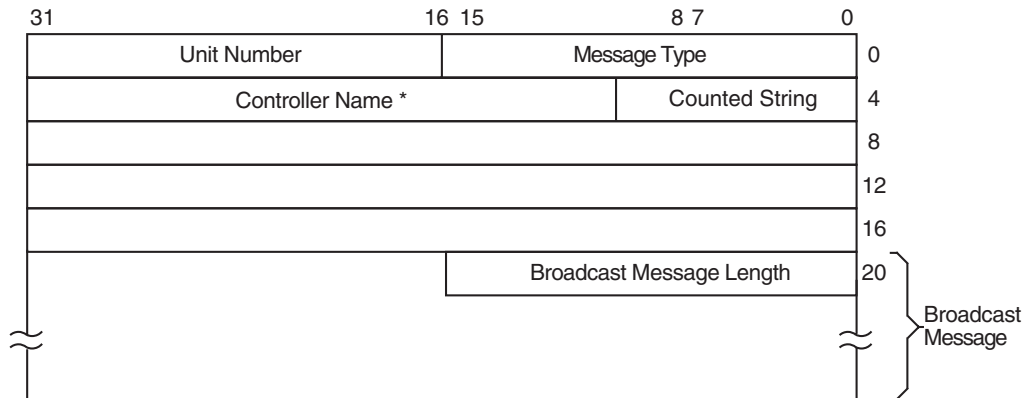 31 16 15 8 7 0
Unit Number Message Type 0
Controller Name * Counted String 4
8
12
16
Broadcast Message Length 20
Broadcast
Message